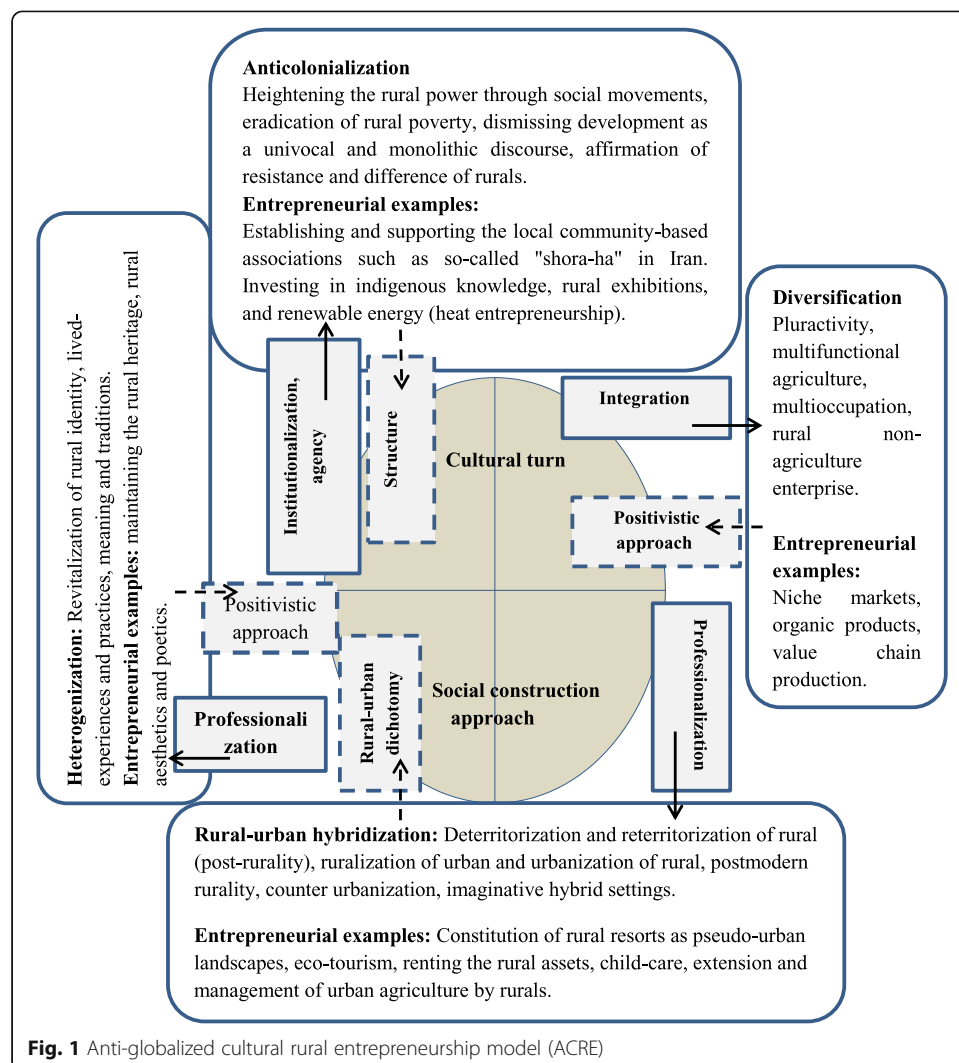 Anticolonialization
Heightening the rural power through social movements,
eradication of rural poverty, dismissing development as
a univocal and monolithic discourse, affirmation of
resistance and difference of rurals.
Entrepreneurial examples:
Establishing and supporting the local community-based
associations such as so-called "shora-ha" in Iran.
Investing in indigenous knowledge, rural exhibitions,
and renewable energy (heat entrepreneurship).
Heterogenization: Revitalization of rural identity, lived-
experiences and practices, meaning and traditions.
Entrepreneurial examples: maintaining the rural heritage, rural
aesthetics and poetics.
Institutionalization,
agency
Structure
Cultural turn
Integration
Diversification
Pluractivity,
multifunctional
agriculture,
multioccupation,
rural non-
agriculture
enterprise.
Entrepreneurial
examples:
Niche markets,
organic products,
value chain
production.
Positivistic
approach
Positivistic
approach
Professionali
zation
Rural-urban
dichotomy
Social construction
approach
Professionalization
Rural-urban hybridization: Deterritorization and reterritorization of rural
(post-rurality), ruralization of urban and urbanization of rural, postmodern
rurality, counter urbanization, imaginative hybrid settings.
Entrepreneurial examples: Constitution of rural resorts as pseudo-urban
landscapes, eco-tourism, renting the rural assets, child-care, extension and
management of urban agriculture by rurals.
Fig. 1 Anti-globalized cultural rural entrepreneurship model (ACRE)